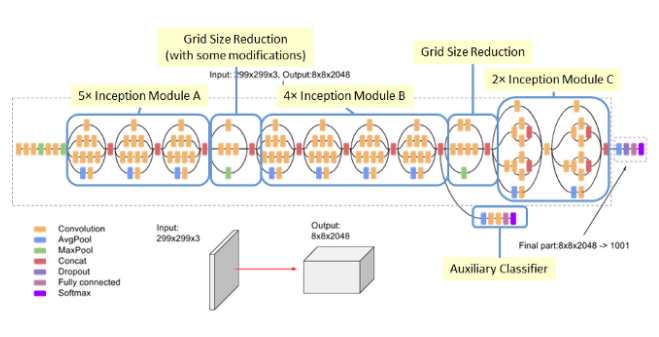 Grid Size Reduction
(with some modifications)
Grid Size Reduction
Input: 299x299x3, Output:8x8x2048
5× Inception Module A
4× Inception Module B
2× Inception Module C
Convolution
AvgPool
MaxPool
Concat
Dropout
Fully connected
Softmax
Input:
299x299x3
Output:
8x8x2048
Auxiliary Classifier
Final part:8x8x2048 -> 1001